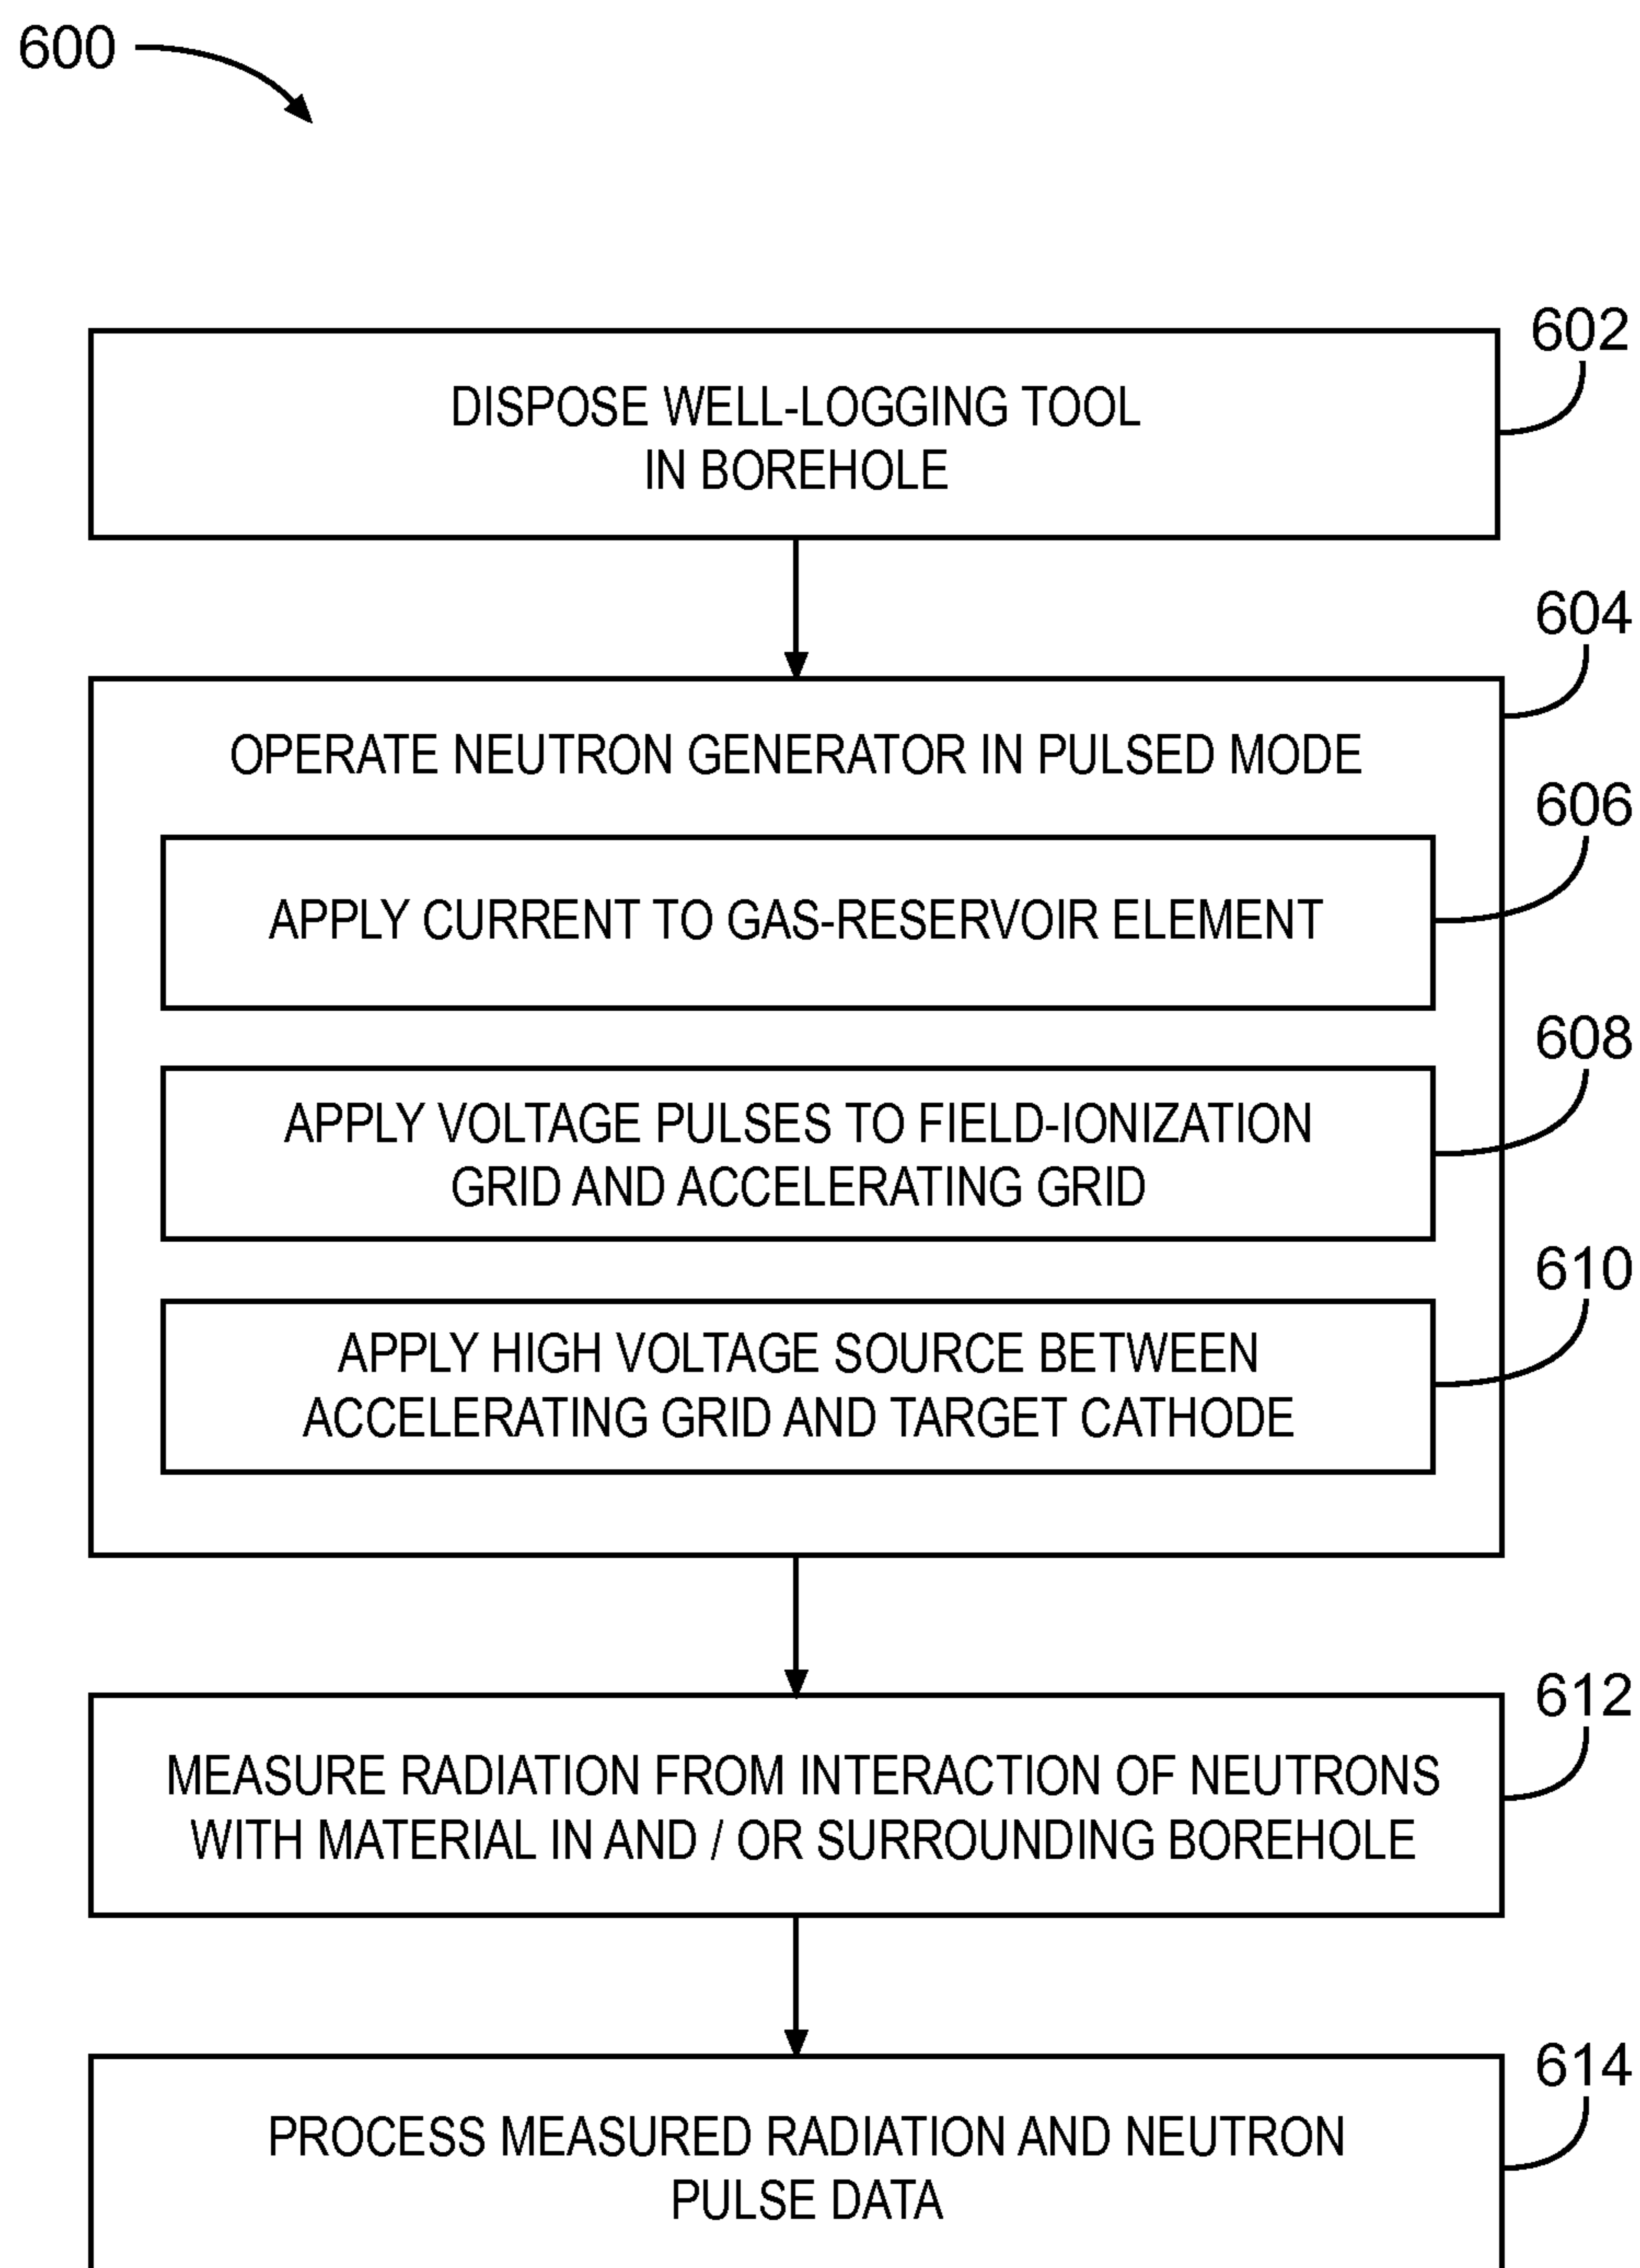 600
602
DISPOSE WELL-LOGGING TOOL
IN BOREHOLE
604
OPERATE NEUTRON GENERATOR IN PULSED MODE
606
APPLY CURRENT TO GAS-RESERVOIR ELEMENT
608
APPLY VOLTAGE PULSES TO FIELD-IONIZATION
GRID AND ACCELERATING GRID
610
APPLY HIGH VOLTAGE SOURCE BETWEEN
ACCELERATING GRID AND TARGET CATHODE
612
MEASURE RADIATION FROM INTERACTION OF NEUTRONS
WITH MATERIAL IN AND / OR SURROUNDING BOREHOLE
614
PROCESS MEASURED RADIATION AND NEUTRON
PULSE DATA